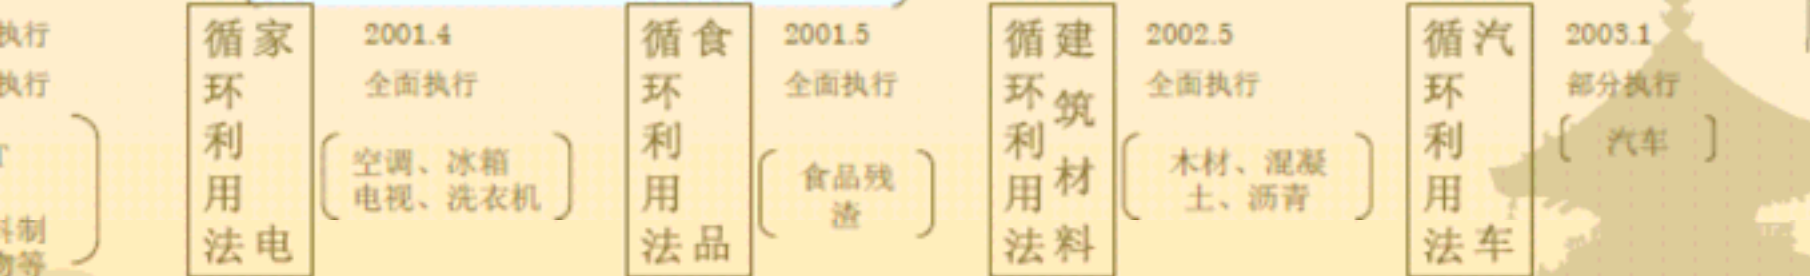 执行
执行
料制
物等
家电
循环利用法
2001.4
全面执行
空调、冰箱
电视、洗衣机
食品
循环利用法
2001.5
全面执行
食品残
渣
建筑材料
循环利用法
2002.5
全面执行
木材、混凝
土、沥青
汽车
循环利用法
2003.1
部分执行
汽车